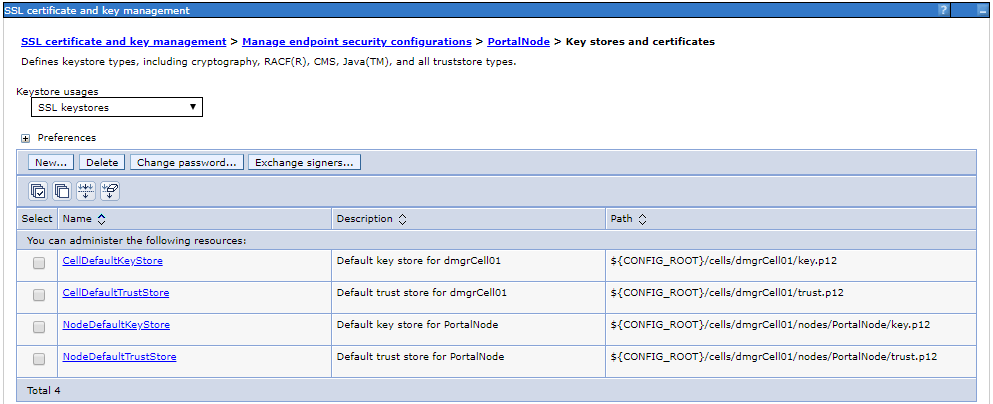 SSL certificate and key management ? _
SSL certificate and key management > Manage endpoint security configurations > PortalNode > Key stores and certificates
Defines keystore types, including cryptography, RACF(R), CMS, Java(TM), and all truststore types.
Keystore usages
SSL keystores
Preferences
New... Delete Change password... Exchange signers...
Select Name Description Path
You can administer the following resources:
CellDefaultKeyStore Default key store for dmgrCell01 ${CONFIG_ROOT}/cells/dmgrCell01/key.p12
CellDefaultTrustStore Default trust store for dmgrCell01 ${CONFIG_ROOT}/cells/dmgrCell01/trust.p12
NodeDefaultKeyStore Default key store for PortalNode ${CONFIG_ROOT}/cells/dmgrCell01/nodes/PortalNode/key.p12
NodeDefaultTrustStore Default trust store for PortalNode ${CONFIG_ROOT}/cells/dmgrCell01/nodes/PortalNode/trust.p12
Total 4